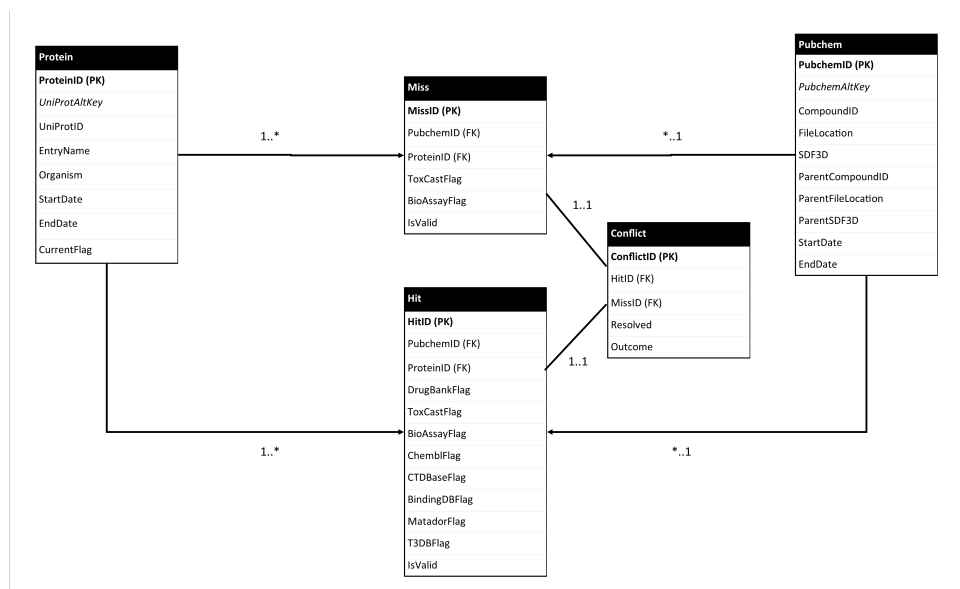 Protein
ProteinID (PK)
UniProtAltKey
UniProtID
EntryName
Organism
StartDate
EndDate
CurrentFlag
1..*
1..*
Miss
MissID (PK)
PubchemID (FK)
ProteinID (FK)
ToxCastFlag
BioAssayFlag
IsValid
Hit
HitID (PK)
PubchemID (FK)
ProteinID (FK)
DrugBankFlag
ToxCastFlag
BioAssayFlag
ChemblFlag
CTDBaseFlag
BindingDBFlag
MatadorFlag
T3DBFlag
IsValid
1..1
1..1
Conflict
ConflictID (PK)
HitID (FK)
MissID (FK)
Resolved
Outcome
*..1
*..1
Pubchem
PubchemID (PK)
PubchemAltKey
CompoundID
FileLocation
SDF3D
ParentCompoundID
ParentFileLocation
ParentSDF3D
StartDate
EndDate